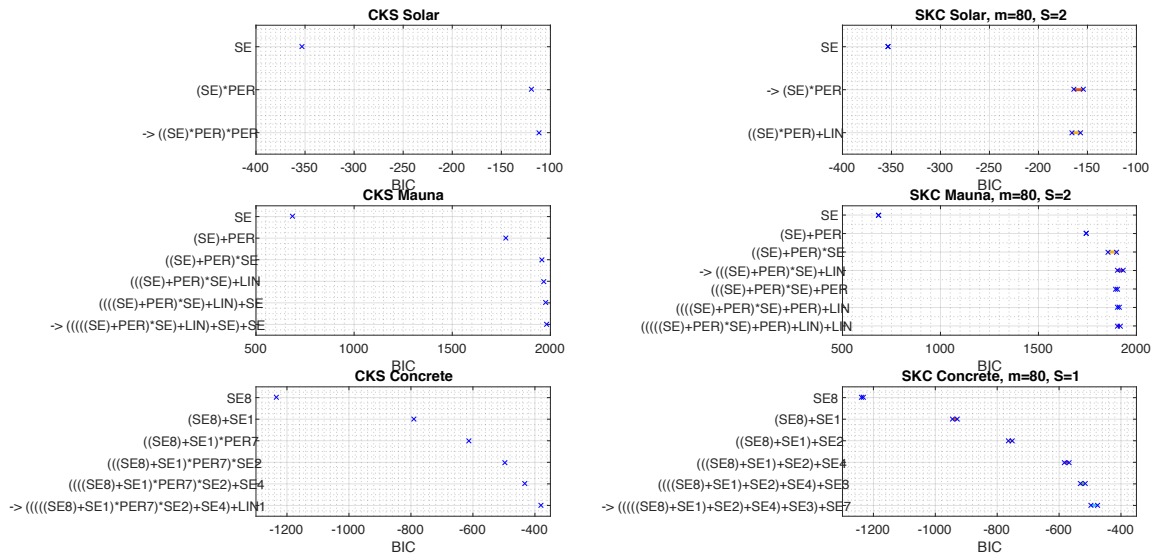 CKS Solar
SE
(SE)*PER
-> ((SE)*PER)*PER
-400 -350 -300 -250 -200 -150 -100
BIC
SKC Solar, m=80, S=2
SE
-> (SE)*PER
((SE)*PER)+LIN
-400 -350 -300 -250 -200 -150 -100
BIC
CKS Mauna
SE
(SE)+PER
((SE)+PER)*SE
(((SE)+PER)*SE)+LIN
((((SE)+PER)*SE)+LIN)+SE
-> (((((SE)+PER)*SE)+LIN)+SE)+SE
500 1000 1500 2000
BIC
SKC Mauna, m=80, S=2
SE
(SE)+PER
((SE)+PER)*SE
-> (((SE)+PER)*SE)+LIN
(((SE)+PER)*SE)+PER
((((SE)+PER)*SE)+PER)+LIN
(((((SE)+PER)*SE)+PER)+LIN)+LIN
500 1000 1500 2000
BIC
CKS Concrete
SE8
(SE8)+SE1
((SE8)+SE1)*PER7
(((SE8)+SE1)*PER7)*SE2
((((SE8)+SE1)*PER7)*SE2)+SE4
-> (((((SE8)+SE1)*PER7)*SE2)+SE4)+LIN1
-1200 -1000 -800 -600 -400
BIC
SKC Concrete, m=80, S=1
SE8
(SE8)+SE1
((SE8)+SE1)+SE2
(((SE8)+SE1)+SE2)+SE4
((((SE8)+SE1)+SE2)+SE4)+SE3
-> (((((SE8)+SE1)+SE2)+SE4)+SE3)+SE7
-1200 -1000 -800 -600 -400
BIC